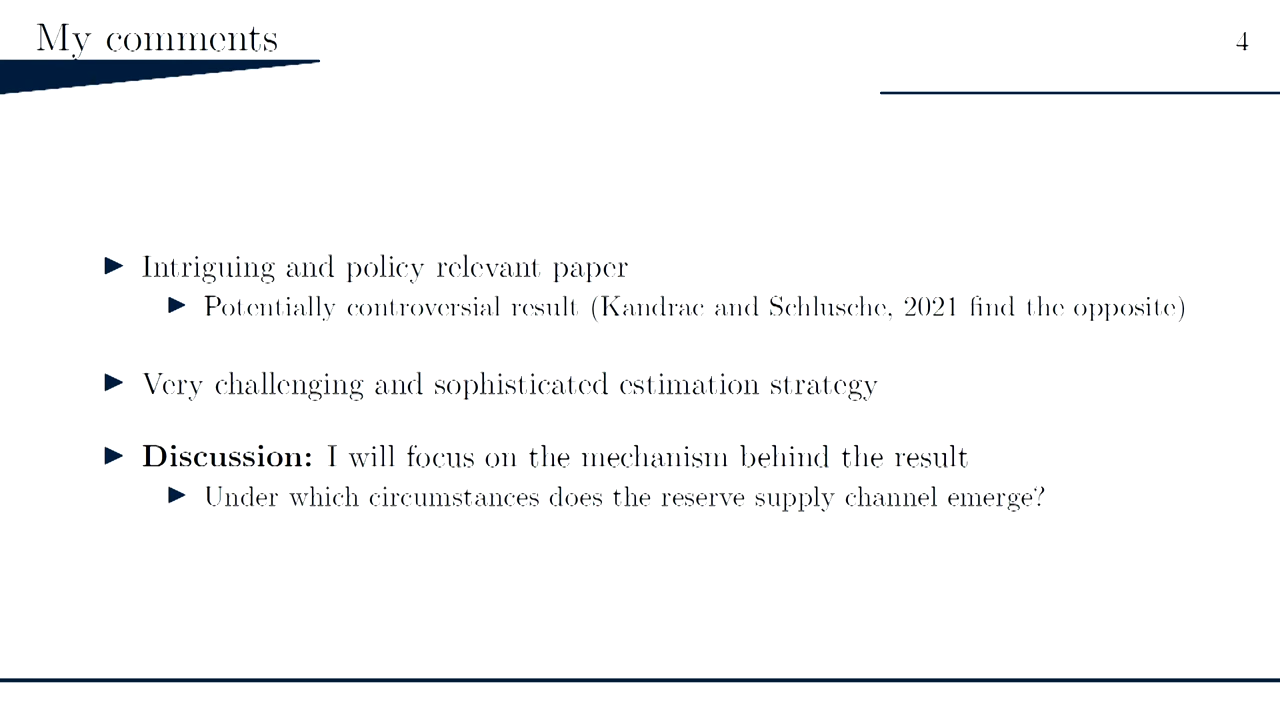 My comments
4
Intriguing and policy relevant paper
Potentially controversial result (Kandrac and Schlusche, 2021 find the opposite)
Very challenging and sophisticated estimation strategy
Discussion: I will focus on the mechanism behind the result
Under which circumstances does the reserve supply channel emerge?